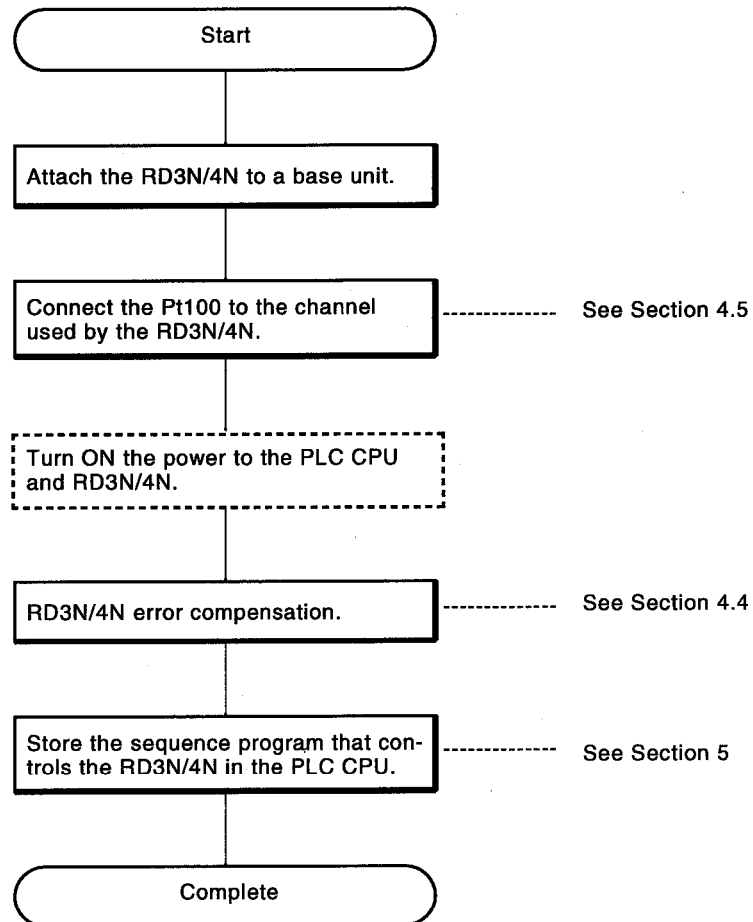 Start
Attach the RD3N/4N to a base unit.
Connect the Pt100 to the channel
used by the RD3N/4N.
See Section 4.5
Turn ON the power to the PLC CPU
and RD3N/4N.
RD3N/4N error compensation.
See Section 4.4
Store the sequence program that con-
trols the RD3N/4N in the PLC CPU.
See Section 5
Complete